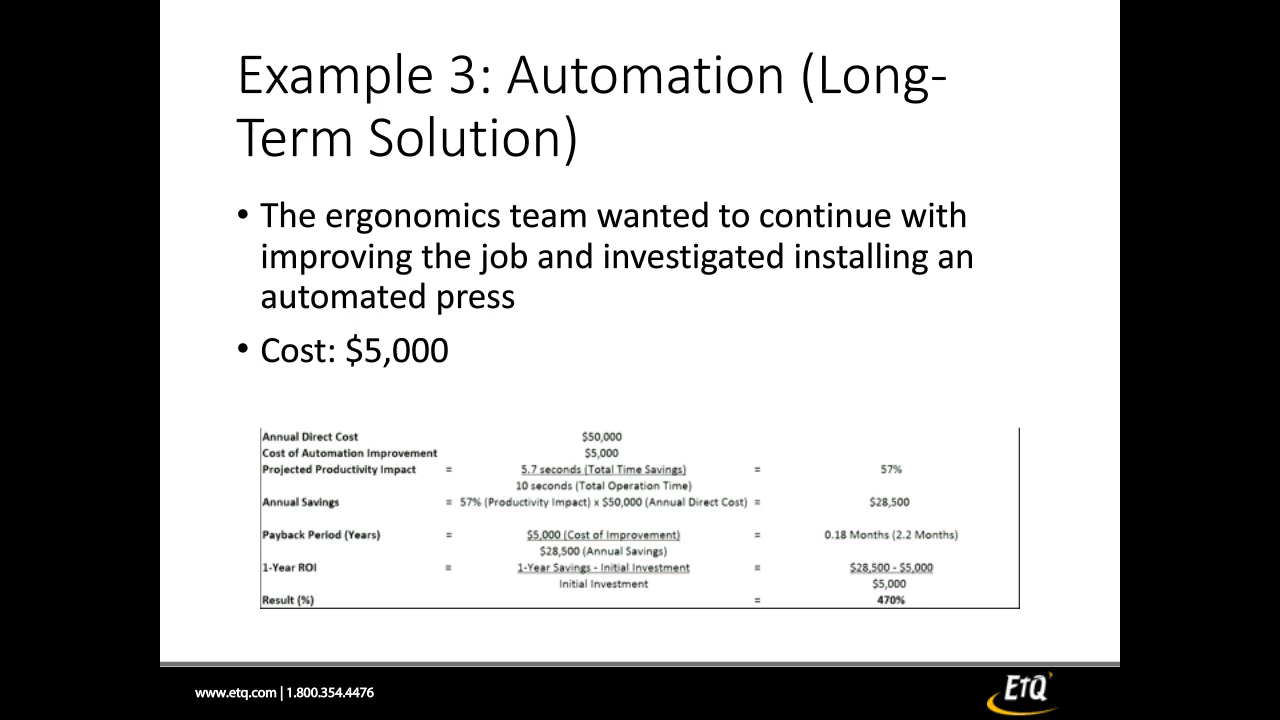 Example 3: Automation (Long-
Term Solution)
• The ergonomics team wanted to continue with
improving the job and investigated installing an
automated press
• Cost: $5,000
Annual Direct Cost $50,000
Cost of Automation Improvement $5,000
Projected Productivity Impact = 5.7 seconds (Total Time Savings) = 57%
10 seconds (Total Operation Time)
Annual Savings = 57% (Productivity Impact) x $50,000 (Annual Direct Cost) = $28,500
Payback Period (Years) = $5,000 (Cost of Improvement) = 0.18 Months (2.2 Months)
$28,500 (Annual Savings)
1-Year ROI = 1-Year Savings - Initial Investment = $28,500 - $5,000
Initial Investment $5,000
Result (%) = 470%
www.etq.com | 1.800.354.4476
EtQ